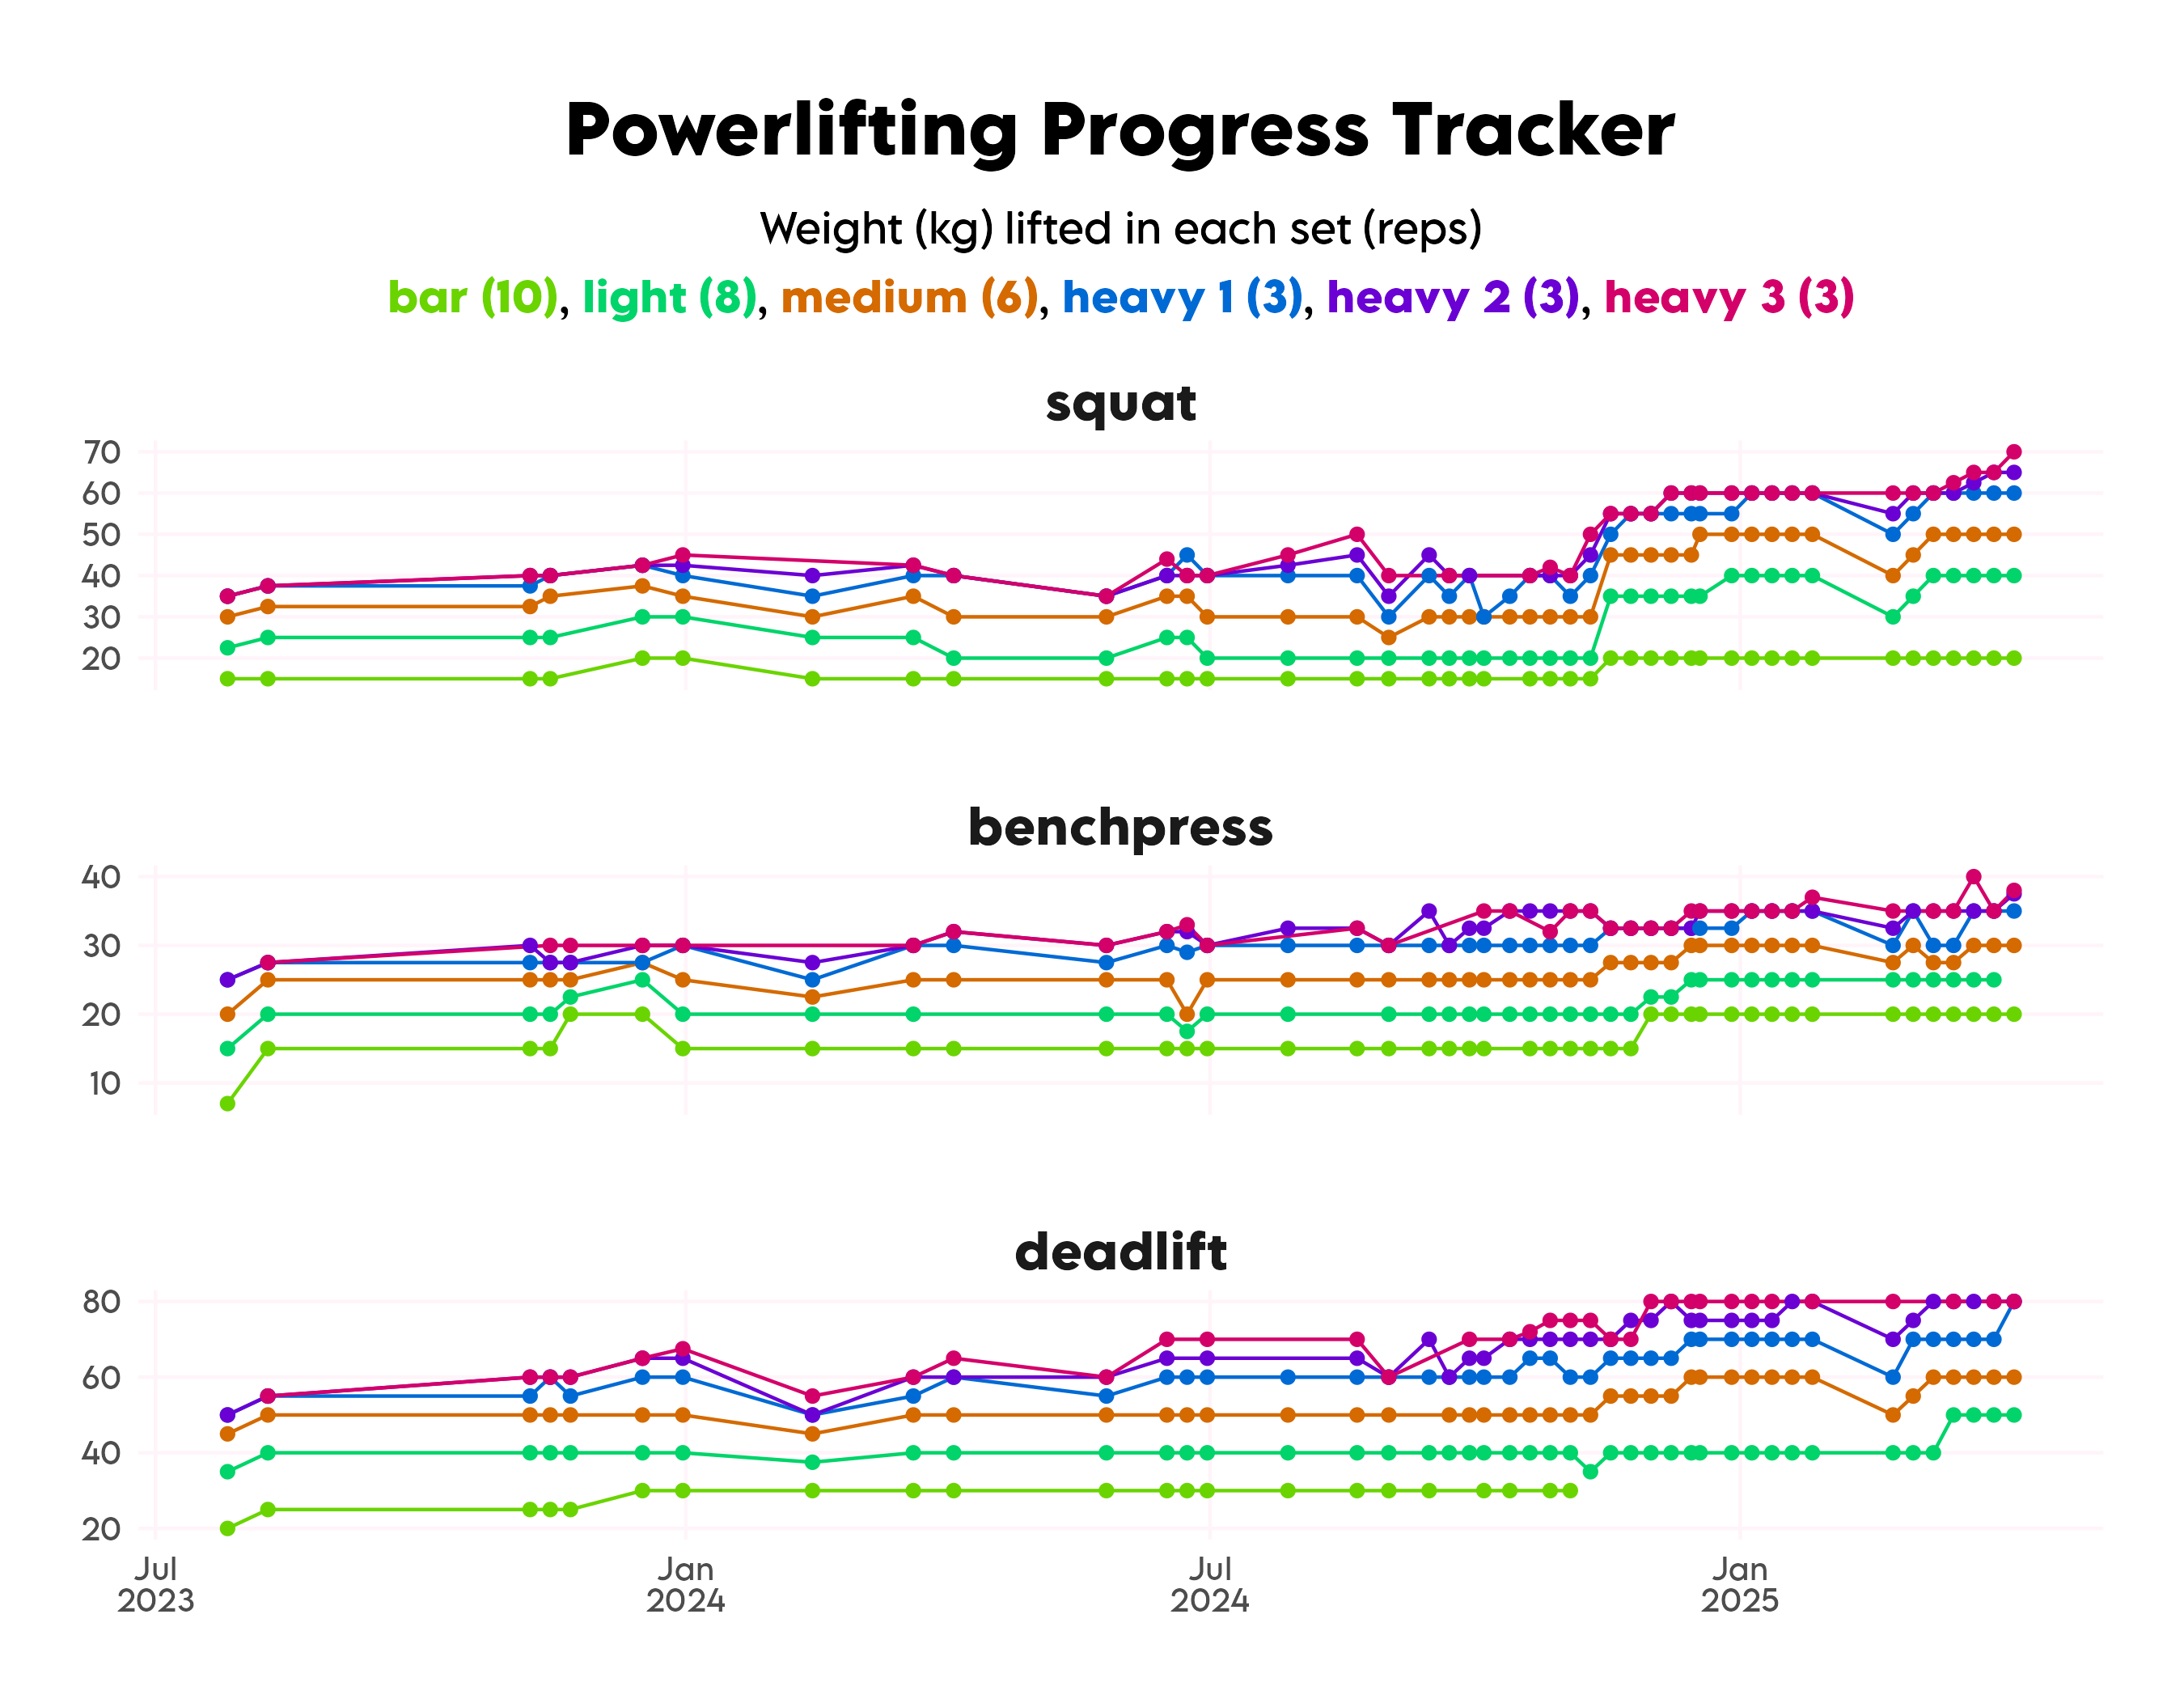 Powerlifting Progress Tracker
Weight (kg) lifted in each set (reps)
bar (10), light (8), medium (6), heavy 1 (3), heavy 2 (3), heavy 3 (3)
squat
70
60
50
40
30
20
benchpress
40
30
20
10
deadlift
80
60
40
20
Jul Jan Jul Jan
2023 2024 2024 2025